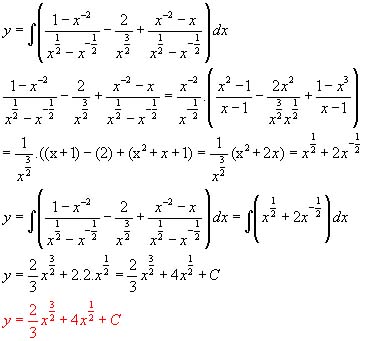 y = ∫((1 − x^{-2})/(x^{1/2} − x^{-1/2}) − 2/x^{3/2} + (x^{-2} − x)/(x^{1/2} − x^{-1/2})) dx
(1 − x^{-2})/(x^{1/2} − x^{-1/2}) − 2/x^{3/2} + (x^{-2} − x)/(x^{1/2} − x^{-1/2}) = x^{-2}/x^{-1/2} . ((x^2 − 1)/(x − 1) − 2x^2/(x^{3/2} x^{1/2}) + (1 − x^3)/(x − 1))
= 1/x^{3/2} .((x+1) − (2) + (x^2 + x + 1) = 1/x^{3/2} (x^2 + 2x) = x^{1/2} + 2x^{-1/2}
y = ∫((1 − x^{-2})/(x^{1/2} − x^{-1/2}) − 2/x^{3/2} + (x^{-2} − x)/(x^{1/2} − x^{-1/2})) dx = ∫(x^{1/2} + 2x^{-1/2}) dx
y = 2/3 x^{3/2} + 2.2.x^{1/2} = 2/3 x^{3/2} + 4x^{1/2} + C
y = 2/3 x^{3/2} + 4x^{1/2} + C